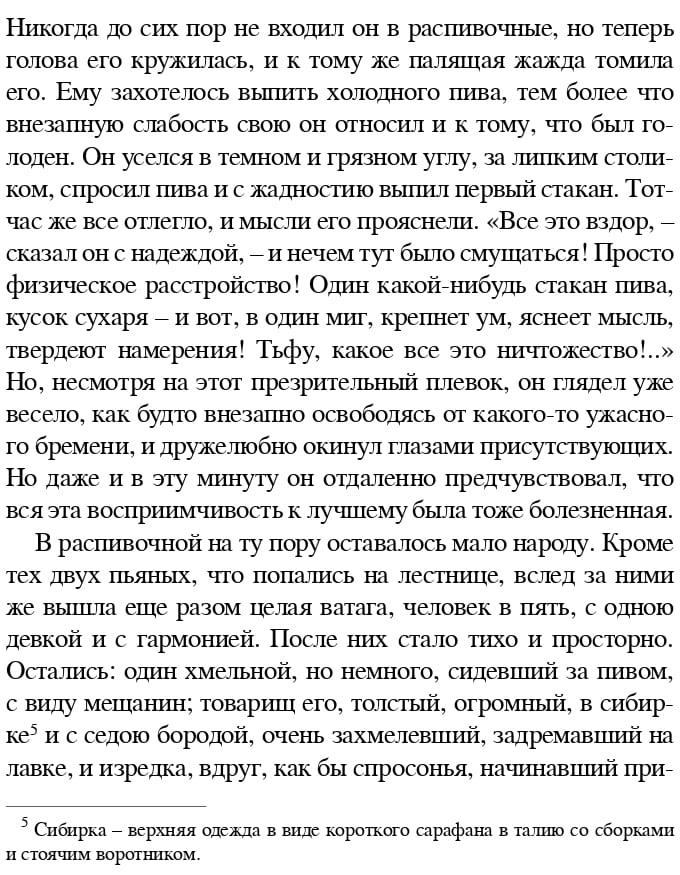 Никогда до сих пор не входил он в распивочные, но теперь
голова его кружилась, и к тому же палящая жажда томила
его. Ему захотелось выпить холодного пива, тем более что
внезапную слабость свою он относил и к тому, что был го-
лоден. Он уселся в темном и грязном углу, за липким столи-
ком, спросил пива и с жадностию выпил первый стакан. Тот-
час же все отлегло, и мысли его прояснели. «Все это вздор, –
сказал он с надеждой, – и нечем тут было смущаться! Просто
физическое расстройство! Один какой-нибудь стакан пива,
кусок сухаря – и вот, в один миг, крепнет ум, яснеет мысль,
твердеют намерения! Тьфу, какое все это ничтожество!..»
Но, несмотря на этот презрительный плевок, он глядел уже
весело, как будто внезапно освободясь от какого-то ужасно-
го бремени, и дружелюбно окинул глазами присутствующих.
Но даже и в эту минуту он отдаленно предчувствовал, что
вся эта восприимчивость к лучшему была тоже болезненная.
В распивочной на ту пору оставалось мало народу. Кроме
тех двух пьяных, что попались на лестнице, вслед за ними
же вышла еще разом целая ватага, человек в пять, с одною
девкой и с гармонией. После них стало тихо и просторно.
Остались: один хмельной, но немного, сидевший за пивом,
с виду мещанин; товарищ его, толстый, огромный, в сибир-
ке5 и с седою бородой, очень захмелевший, задремавший на
лавке, и изредка, вдруг, как бы спросонья, начинавший при-
5 Сибирка – верхняя одежда в виде короткого сарафана в талию со сборками
и стоячим воротником.